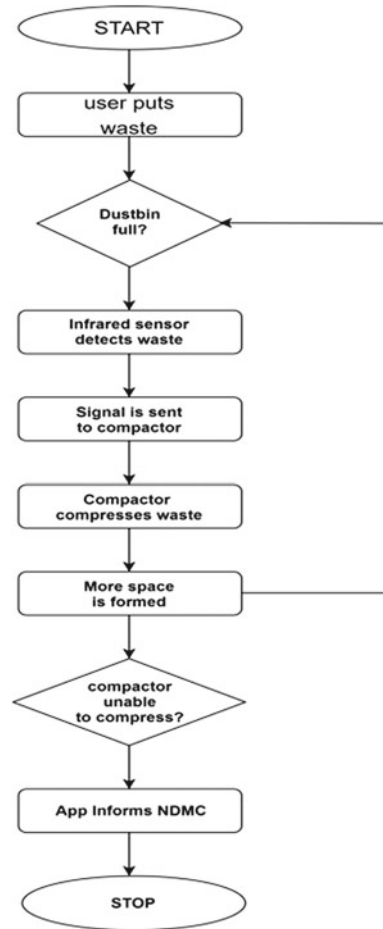 START
user puts
waste
Dustbin
full?
Infrared sensor
detects waste
Signal is sent
to compactor
Compactor
compresses waste
More space
is formed
compactor
unable
to compress?
App Informs NDMC
STOP